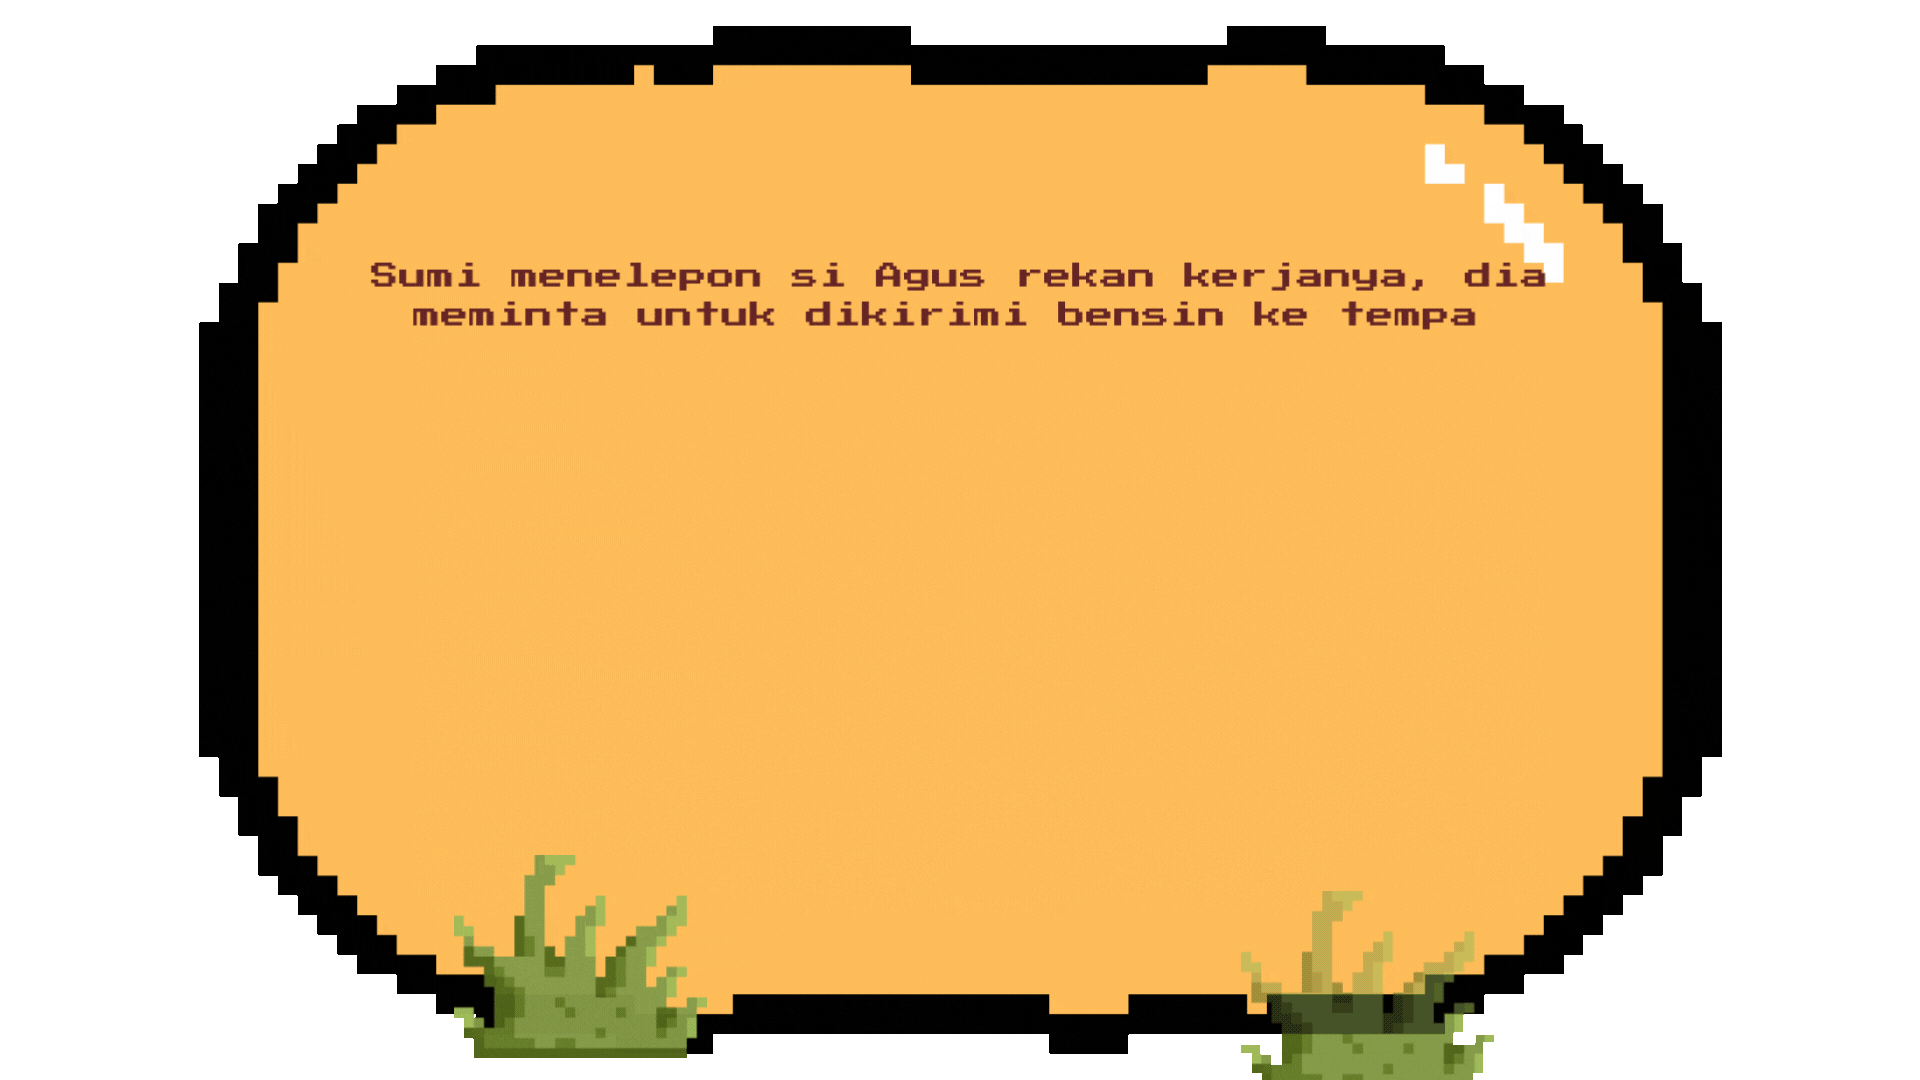 Sumi menelepon si Agus rekan kerjanya, dia
meminta untuk dikirimi bensin ke tempa